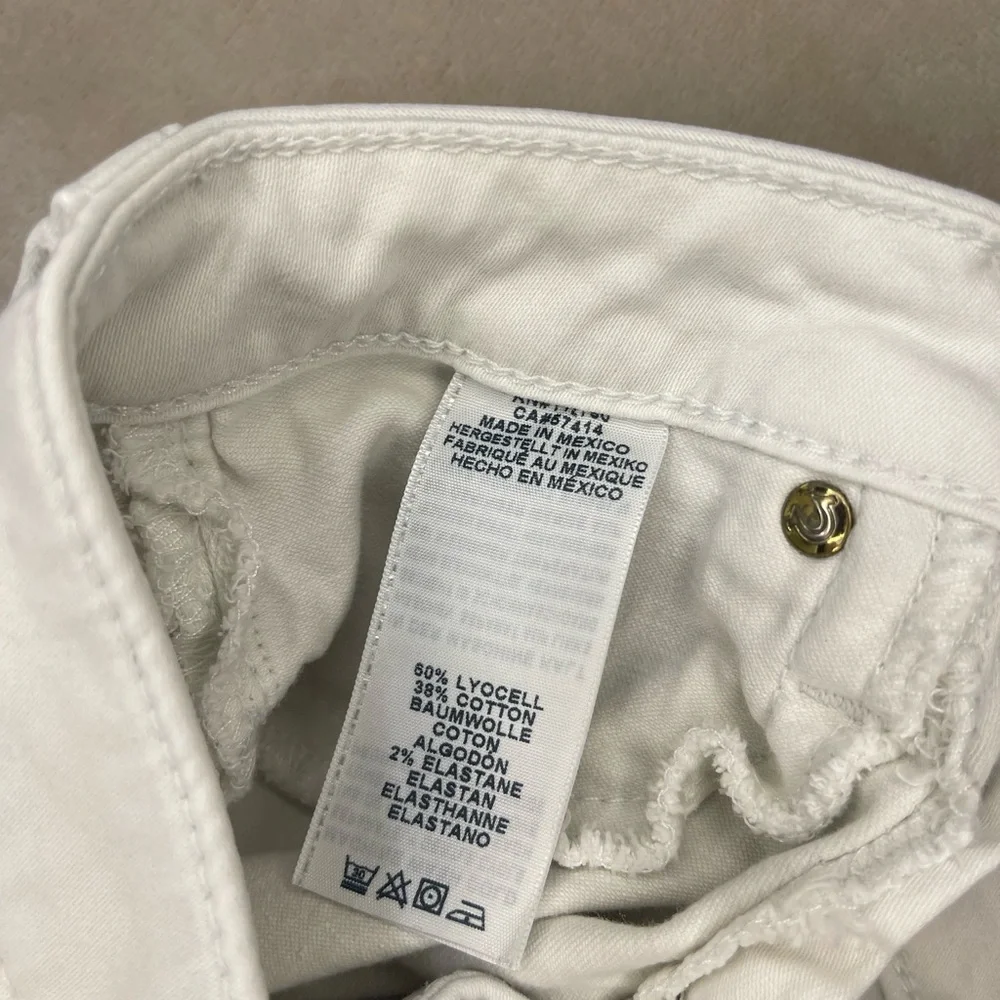 CA#57414
MADE IN MEXICO
HERGESTELLT IN MEXIKO
FABRIQUÉ AU MEXIQUE
HECHO EN MÉXICO
60% LYOCELL
38% COTTON
BAUMWOLLE
COTON
ALGODÓN
2% ELASTANE
ELASTAN
ELASTHANNE
ELASTANO
30